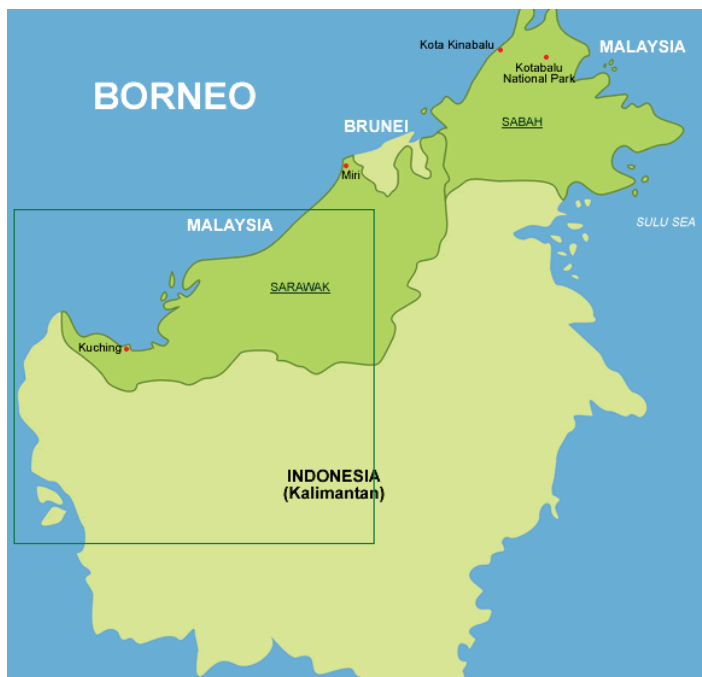 Kota Kinabalu
MALAYSIA
Kotabalu
National Park
BORNEO
SABAH
BRUNEI
Miri
MALAYSIA
SULU SEA
SARAWAK
Kuching
INDONESIA
(Kalimantan)